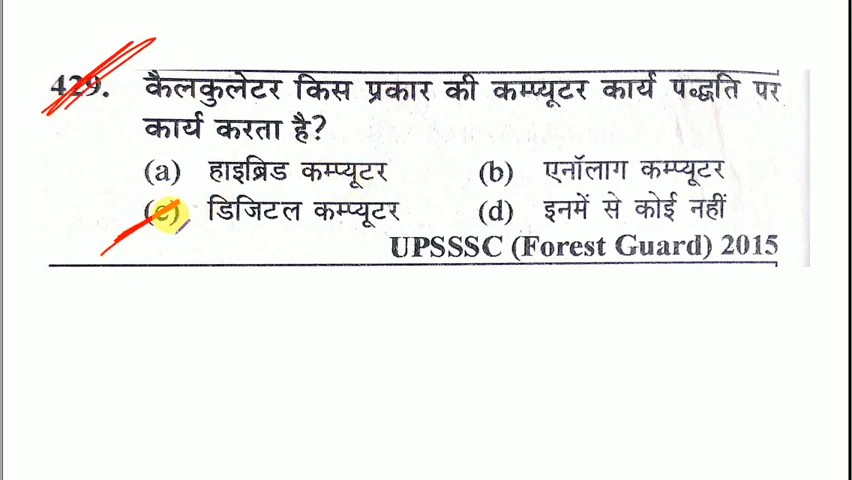 429. कैलकुलेटर किस प्रकार की कम्प्यूटर कार्य पद्धति पर
कार्य करता है?
(a) हाइब्रिड कम्प्यूटर (b) एनॉलाग कम्प्यूटर
(c) डिजिटल कम्प्यूटर (d) इनमें से कोई नहीं
UPSSSC (Forest Guard) 2015